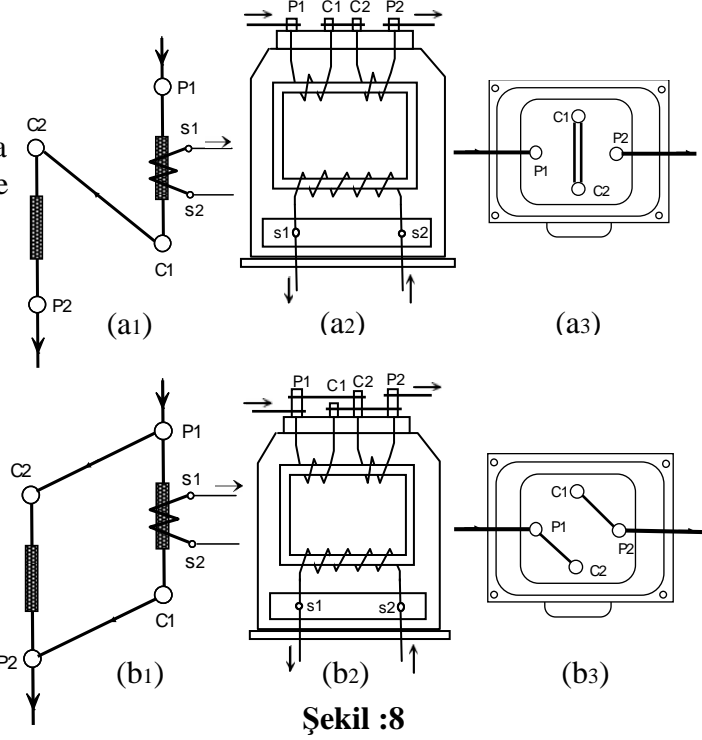 P1 C1 C2 P2
P1
C2
s1
a
e
s2
C1
P2
s1 s2
C1
P2
P1
C2
(a1) (a2) (a3)
P1 C1 C2 P2
P1
C2
s1
s2
C1
P2
s1 s2
C1
P1
P2
C2
(b1) (b2) (b3)
Şekil :8